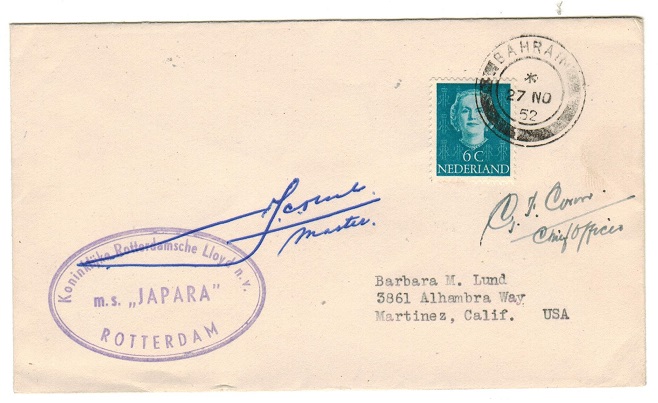 BAHRAIN
*
27 NO
52
6C
NEDERLAND
Master.
Chief Officer
Koninklijke Rotterdamsche Lloyd n.v.
m.s. „JAPARA"
ROTTERDAM
Barbara M. Lund
3861 Alhambra Way
Martinez, Calif. USA